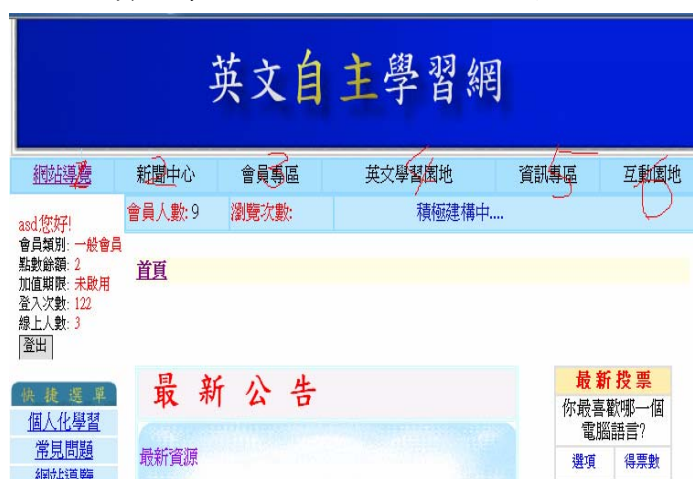 英文自主學習網
網站導覽 新聞中心 會員專區 英文學習園地 資訊專區 互動園地
2 3 4 5 6
會員人數: 9 瀏覽次數: 積極建構中....
asd,您好!
會員類別: 一般會員
點數餘額: 2
加值期限: 未啟用
登入次數: 122
線上人數: 3
登出
首頁
快捷選單
個人化學習
常見問題
網站導覽
最新公告
最新資源
最新投票
你最喜歡哪一個
電腦語言?
選項 得票數